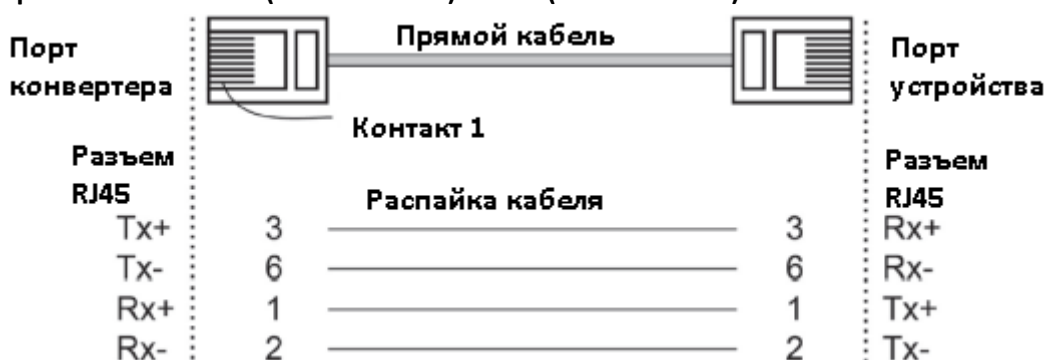 Прямой кабель
Порт конвертера
Порт устройства
Контакт 1
Разъем RJ45
Разъем RJ45
Распайка кабеля
Tx+ 3 3 Rx+
Tx- 6 6 Rx-
Rx+ 1 1 Tx+
Rx- 2 2 Tx-